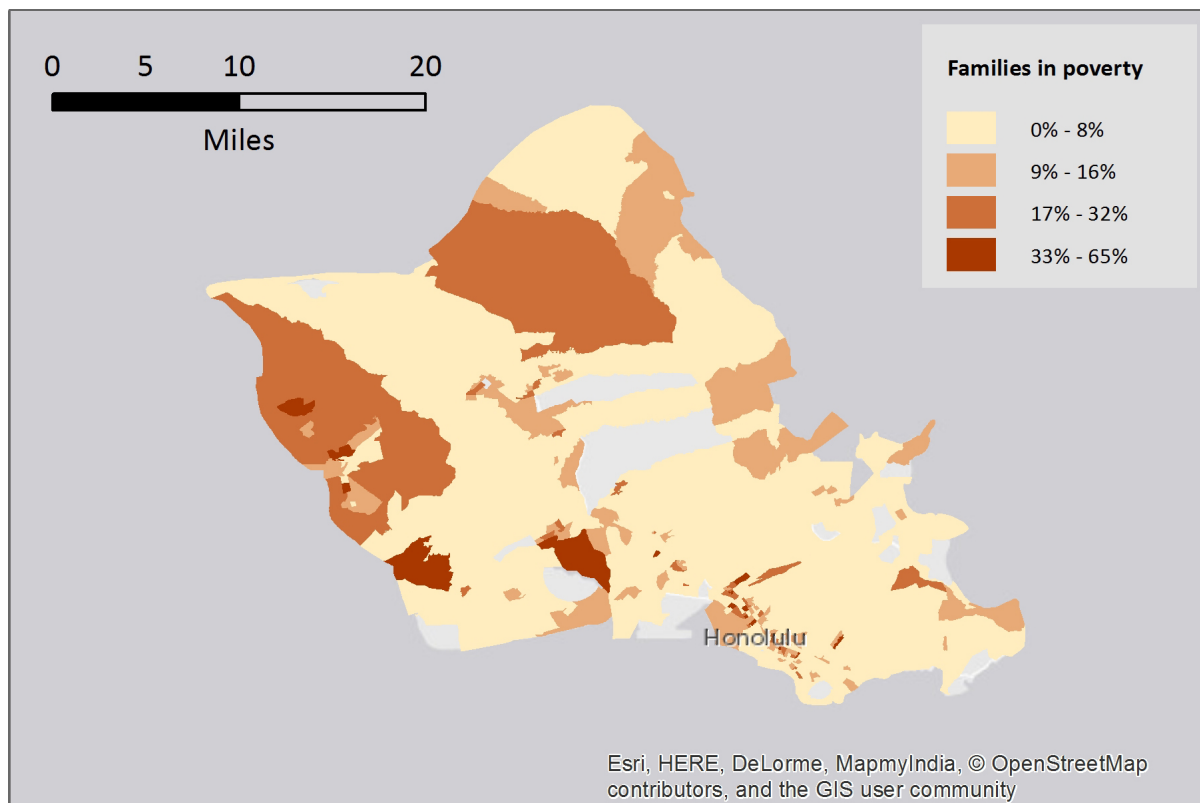 0 5 10 20
Miles
Families in poverty
0% - 8%
9% - 16%
17% - 32%
33% - 65%
Honolulu
Esri, HERE, DeLorme, MapmyIndia, © OpenStreetMap
contributors, and the GIS user community